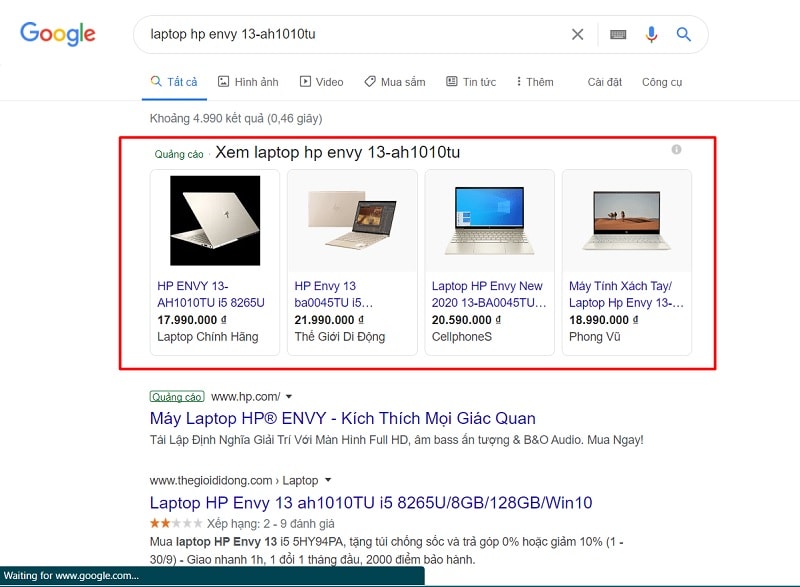 Google
laptop hp envy 13-ah1010tu
Tất cả
Hình ảnh
Video
Mua sắm
Tin tức
Thêm
Cài đặt
Công cụ
Khoảng 4.990 kết quả (0,46 giây)
Quảng cáo · Xem laptop hp envy 13-ah1010tu
HP ENVY 13-
AH1010TU i5 8265U
17.990.000 ₫
Laptop Chính Hãng
HP Envy 13
ba0045TU i5…
21.990.000 ₫
Thế Giới Di Động
Laptop HP Envy New
2020 13-BA0045TU…
20.590.000 ₫
CellphoneS
Máy Tính Xách Tay/
Laptop Hp Envy 13-…
18.990.000 ₫
Phong Vũ
Quảng cáo www.hp.com/
Máy Laptop HP® ENVY - Kích Thích Mọi Giác Quan
Tái Lập Định Nghĩa Giải Trí Với Màn Hình Full HD, âm bass ấn tượng & B&O Audio. Mua Ngay!
www.thegioididong.com › Laptop
Laptop HP Envy 13 ah1010TU i5 8265U/8GB/128GB/Win10
Xếp hạng: 2 - 9 đánh giá
Mua laptop HP Envy 13 i5 5HY94PA, tặng túi chống sốc và trả góp 0% hoặc giảm 10% (1 -
30/9) - Giao nhanh 1h, 1 đổi 1 tháng đầu, 2000 điểm bảo hành.
Waiting for www.google.com...